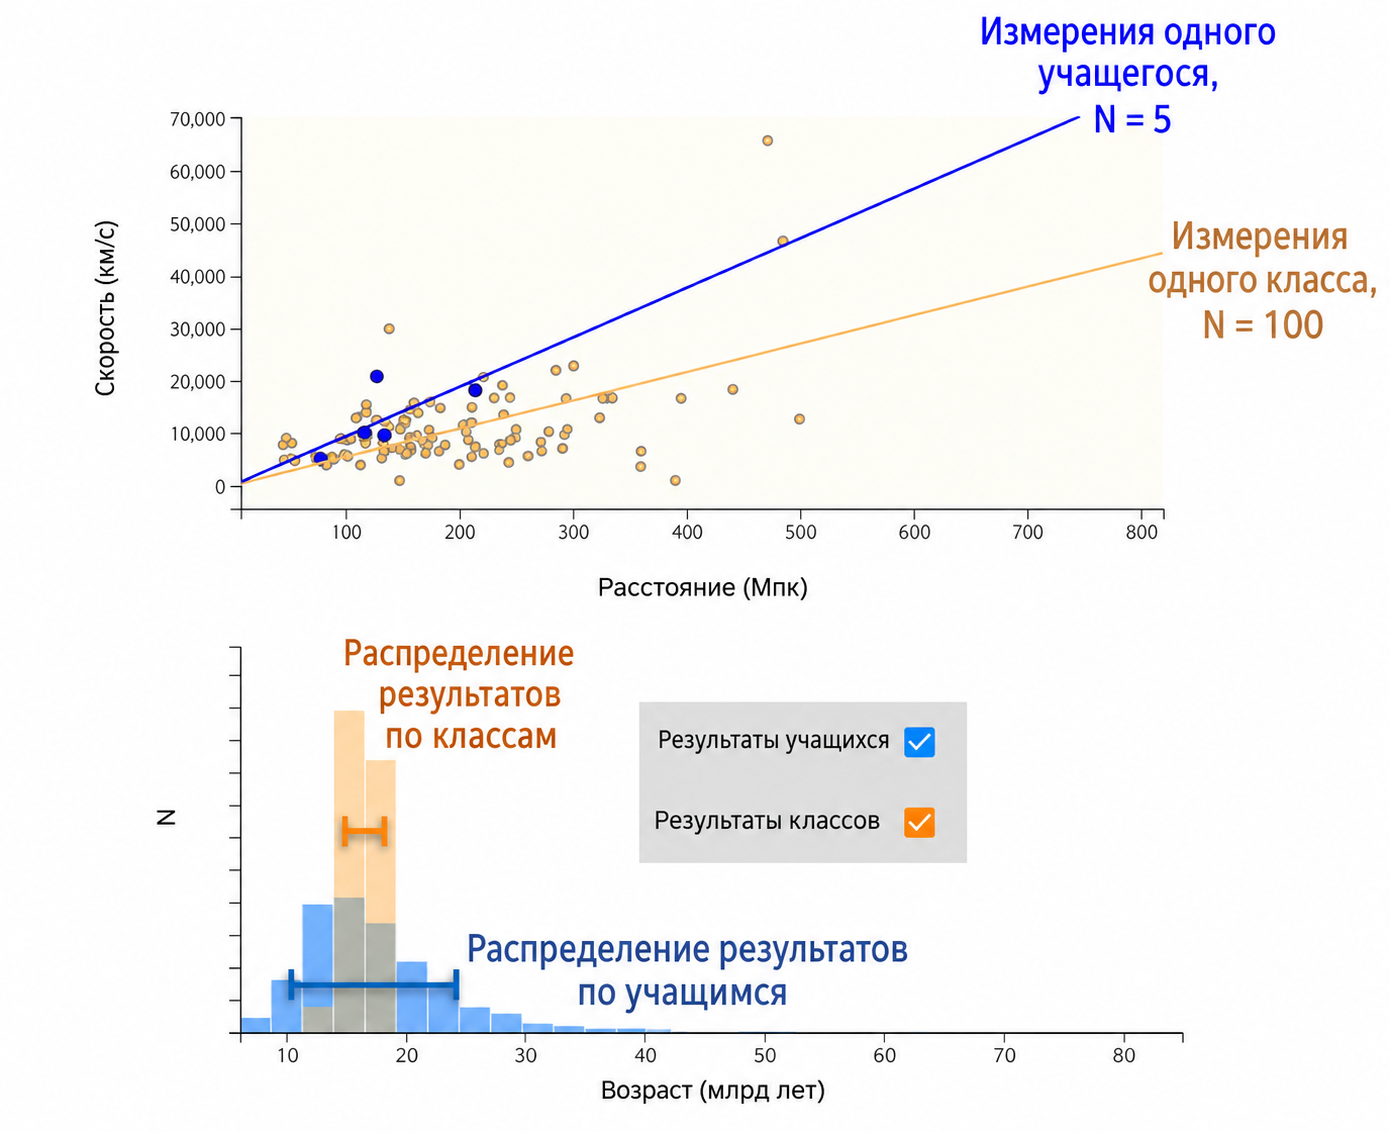 Измерения одного
учащегося,
N = 5
70,000
60,000
50,000
40,000
30,000
20,000
10,000
0
Скорость (км/с)
Измерения
одного класса,
N = 100
100 200 300 400 500 600 700 800
Расстояние (Мпк)
Распределение
результатов
по классам
Результаты учащихся
Результаты классов
N
Распределение результатов
по учащимся
10 20 30 40 50 60 70 80
Возраст (млрд лет)